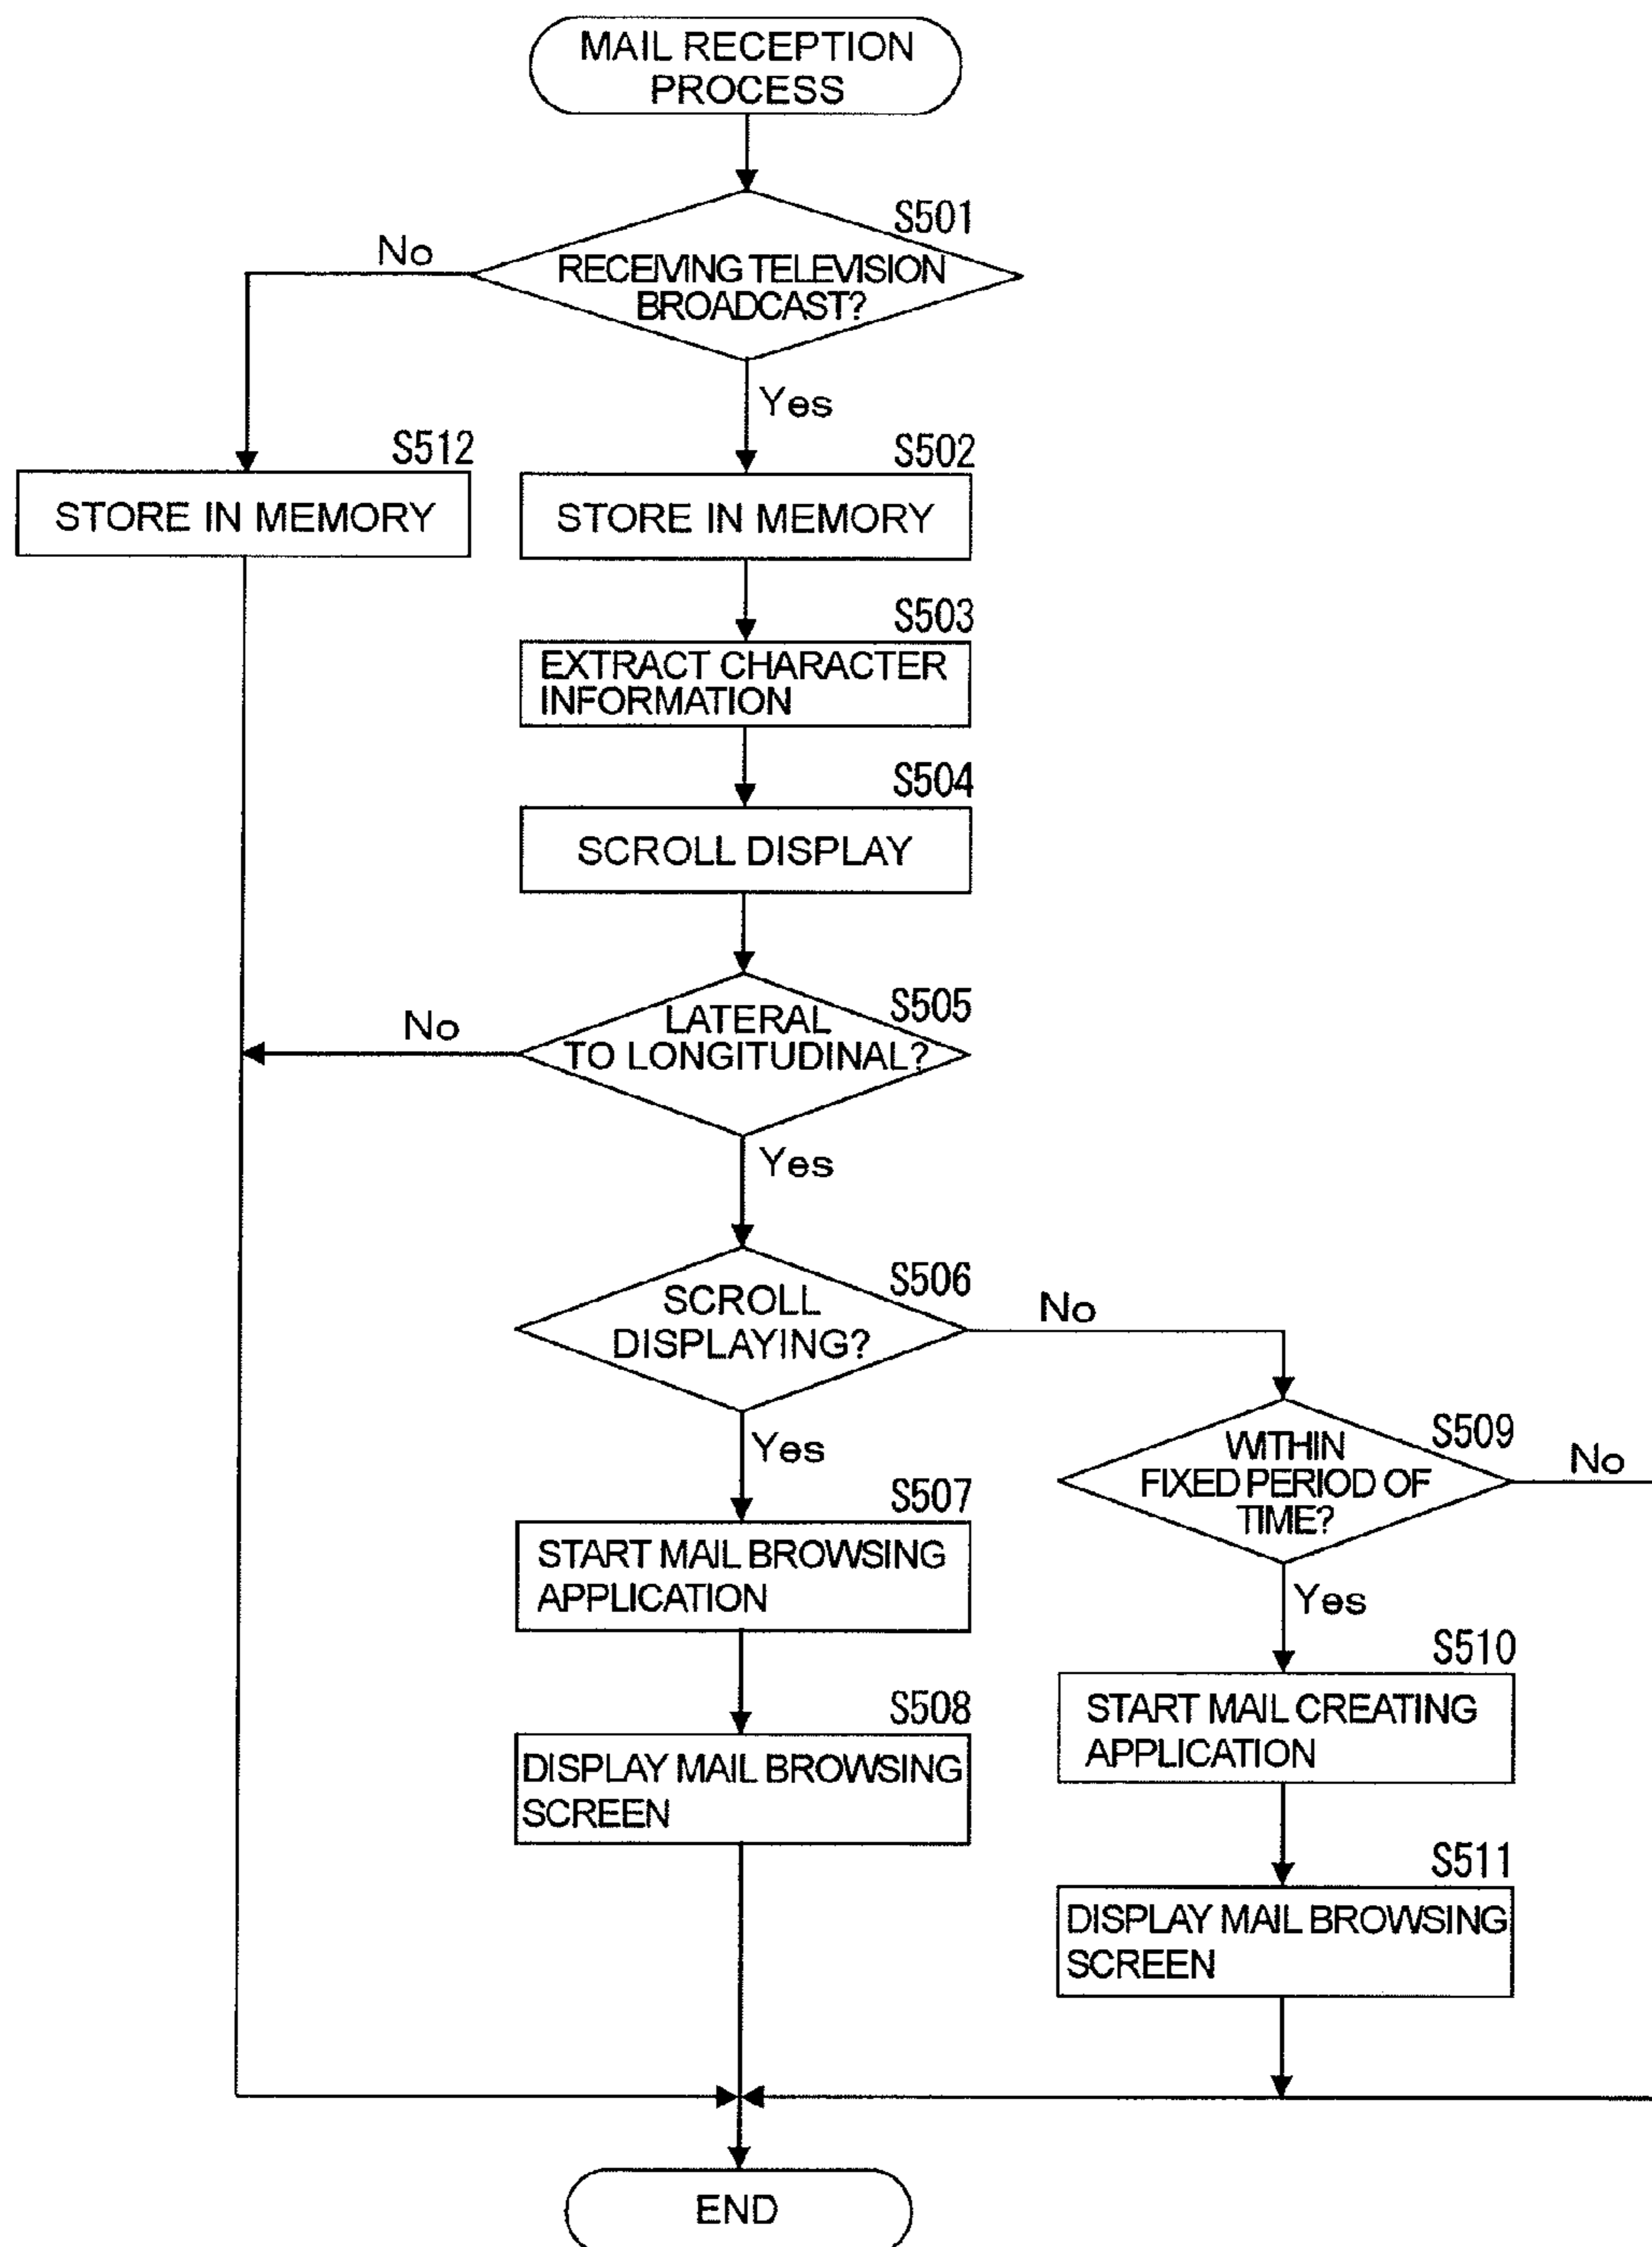 MAIL RECEPTION
PROCESS
S501
No
RECEIVING TELEVISION
BROADCAST?
Yes
S512
STORE IN MEMORY
S502
STORE IN MEMORY
S503
EXTRACT CHARACTER
INFORMATION
S504
SCROLL DISPLAY
S505
No
LATERAL
TO LONGITUDINAL?
Yes
S506
SCROLL
DISPLAYING?
No
Yes
S509
WITHIN
FIXED PERIOD OF
TIME?
No
Yes
S507
START MAIL BROWSING
APPLICATION
S508
DISPLAY MAIL BROWSING
SCREEN
S510
START MAIL CREATING
APPLICATION
S511
DISPLAY MAIL BROWSING
SCREEN
END